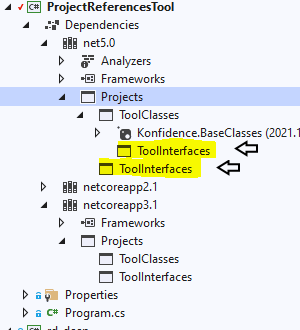 C# ProjectReferencesTool
Dependencies
net5.0
Analyzers
Frameworks
Projects
ToolClasses
Konfidence.BaseClasses (2021.1
ToolInterfaces
ToolInterfaces
netcoreapp2.1
netcoreapp3.1
Frameworks
Projects
ToolClasses
ToolInterfaces
Properties
C# Program.cs